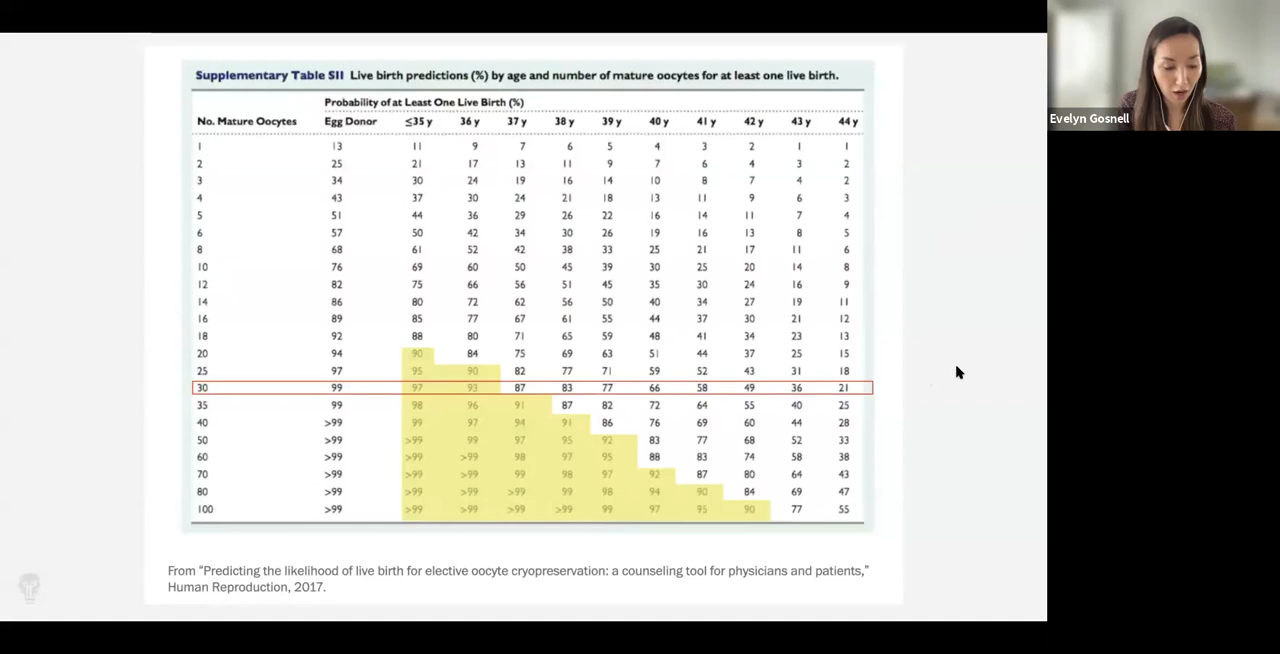 Supplementary Table SII Live birth predictions (%) by age and number of mature oocytes for at least one live birth.
Probability of at Least One Live Birth (%)
No. Mature Oocytes Egg Donor ≤35 y 36 y 37 y 38 y 39 y 40 y 41 y 42 y 43 y 44 y
1 13 11 9 7 6 5 4 3 2 1 1
2 25 21 17 13 11 9 7 6 4 3 2
3 34 30 24 19 16 14 10 8 7 4 2
4 43 37 30 24 21 18 13 11 9 6 3
5 51 44 36 29 26 22 16 14 11 7 4
6 57 50 42 34 30 26 19 16 13 8 5
8 68 61 52 42 38 33 25 21 17 11 6
10 76 69 60 50 45 39 30 25 20 14 8
12 82 75 66 56 51 45 35 30 24 16 9
14 86 80 72 62 56 50 40 34 27 19 11
16 89 85 77 67 61 55 44 37 30 21 12
18 92 88 80 71 65 59 48 41 34 23 13
20 94 90 84 75 69 63 51 44 37 25 15
25 97 95 90 82 77 71 59 52 43 31 18
30 99 97 93 87 83 77 66 58 49 36 21
35 99 98 96 91 87 82 72 64 55 40 25
40 >99 99 97 94 91 86 76 69 60 44 28
50 >99 >99 99 97 95 92 83 77 68 52 33
60 >99 >99 >99 98 97 95 88 83 74 58 38
70 >99 >99 >99 99 98 97 92 87 80 64 43
80 >99 >99 >99 >99 99 98 94 90 84 69 47
100 >99 >99 >99 >99 >99 99 97 95 90 77 55
From “Predicting the likelihood of live birth for elective oocyte cryopreservation: a counseling tool for physicians and patients,”
Human Reproduction, 2017.
Evelyn Gosnell